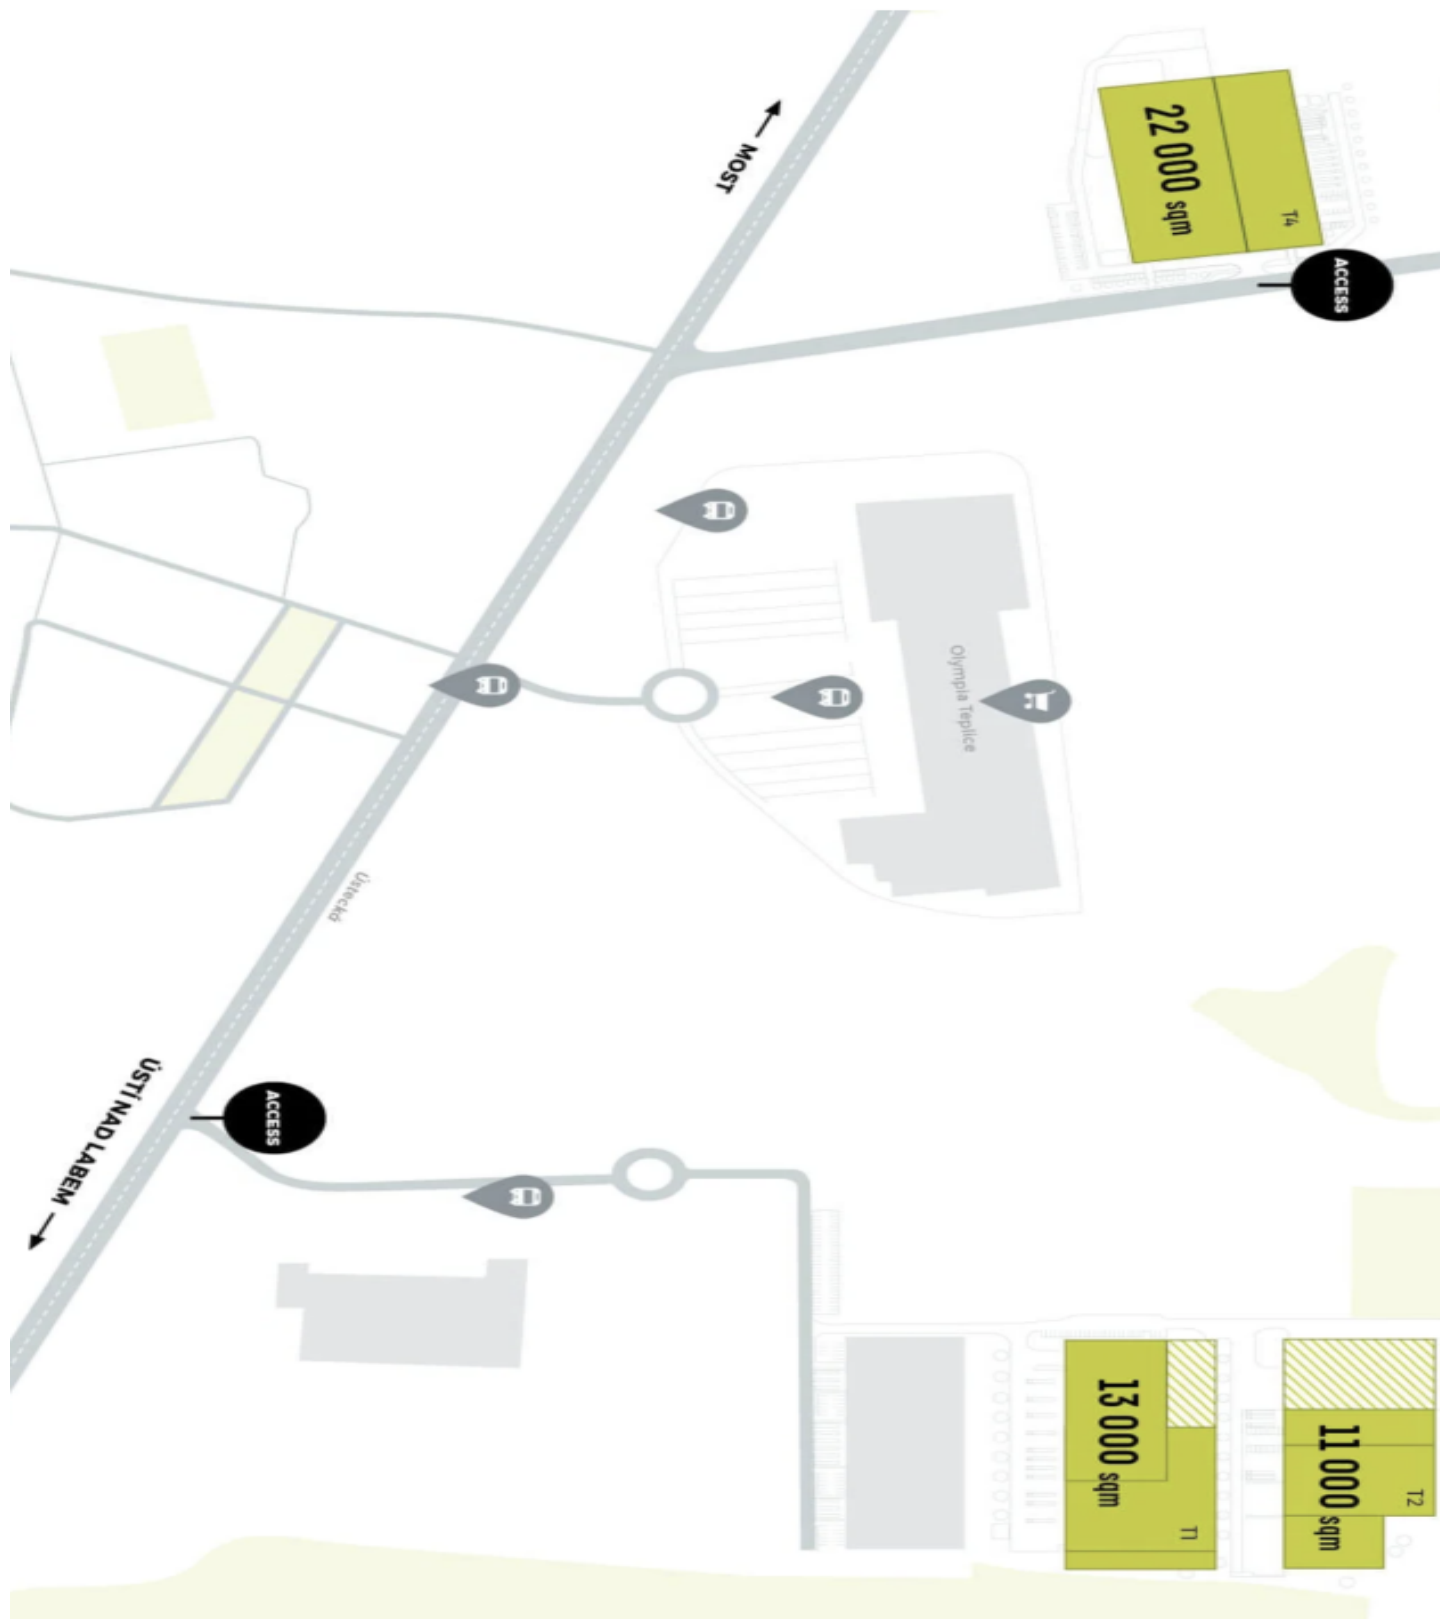 T4
22 000 sqm
ACCESS
T2
11 000 sqm
T1
13 000 sqm
Olympia Teplice
← MOST
Ústecká
ACCESS
ÚSTÍ NAD LABEM →